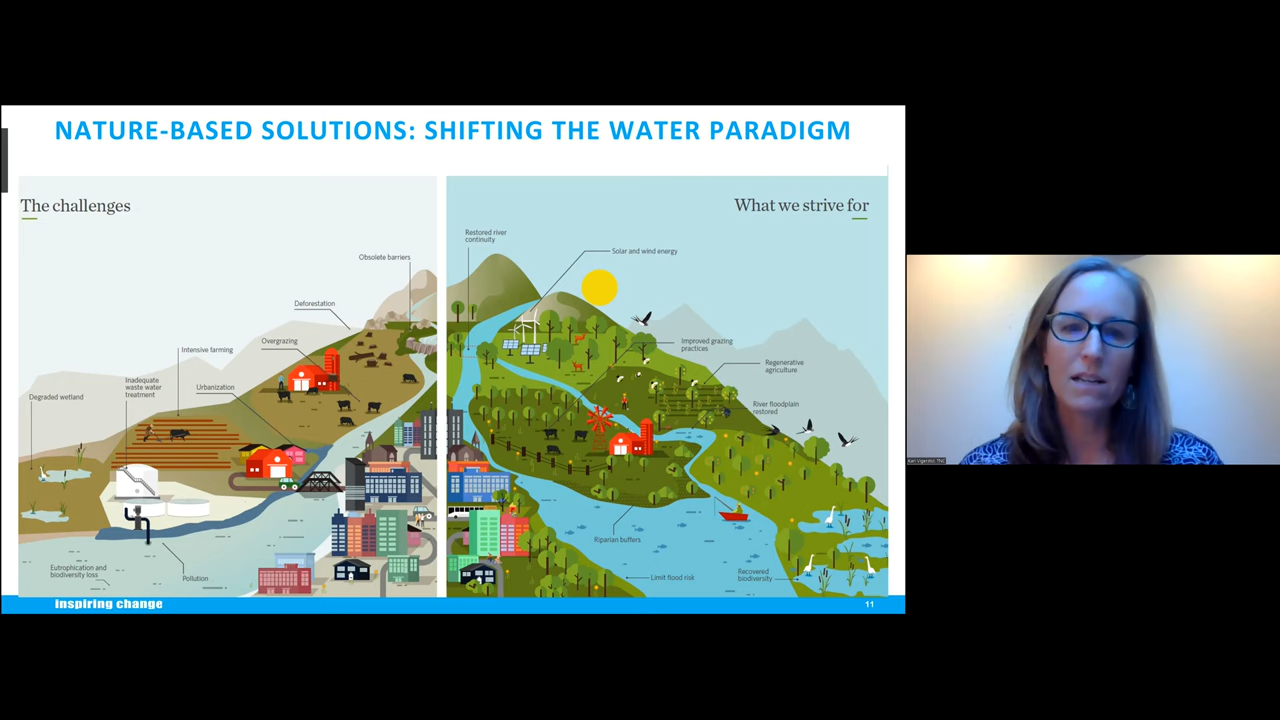 NATURE-BASED SOLUTIONS: SHIFTING THE WATER PARADIGM
The challenges
Obsolete barriers
Deforestation
Overgrazing
Intensive farming
Urbanization
Inadequate
waste water
treatment
Degraded wetland
Eutrophication and
biodiversity loss
Pollution
What we strive for
Restored river
continuity
Solar and wind energy
Improved grazing
practices
Regenerative
agriculture
River floodplain
restored
Riparian buffers
Limit flood risk
Recovered
biodiversity
inspiring change
11